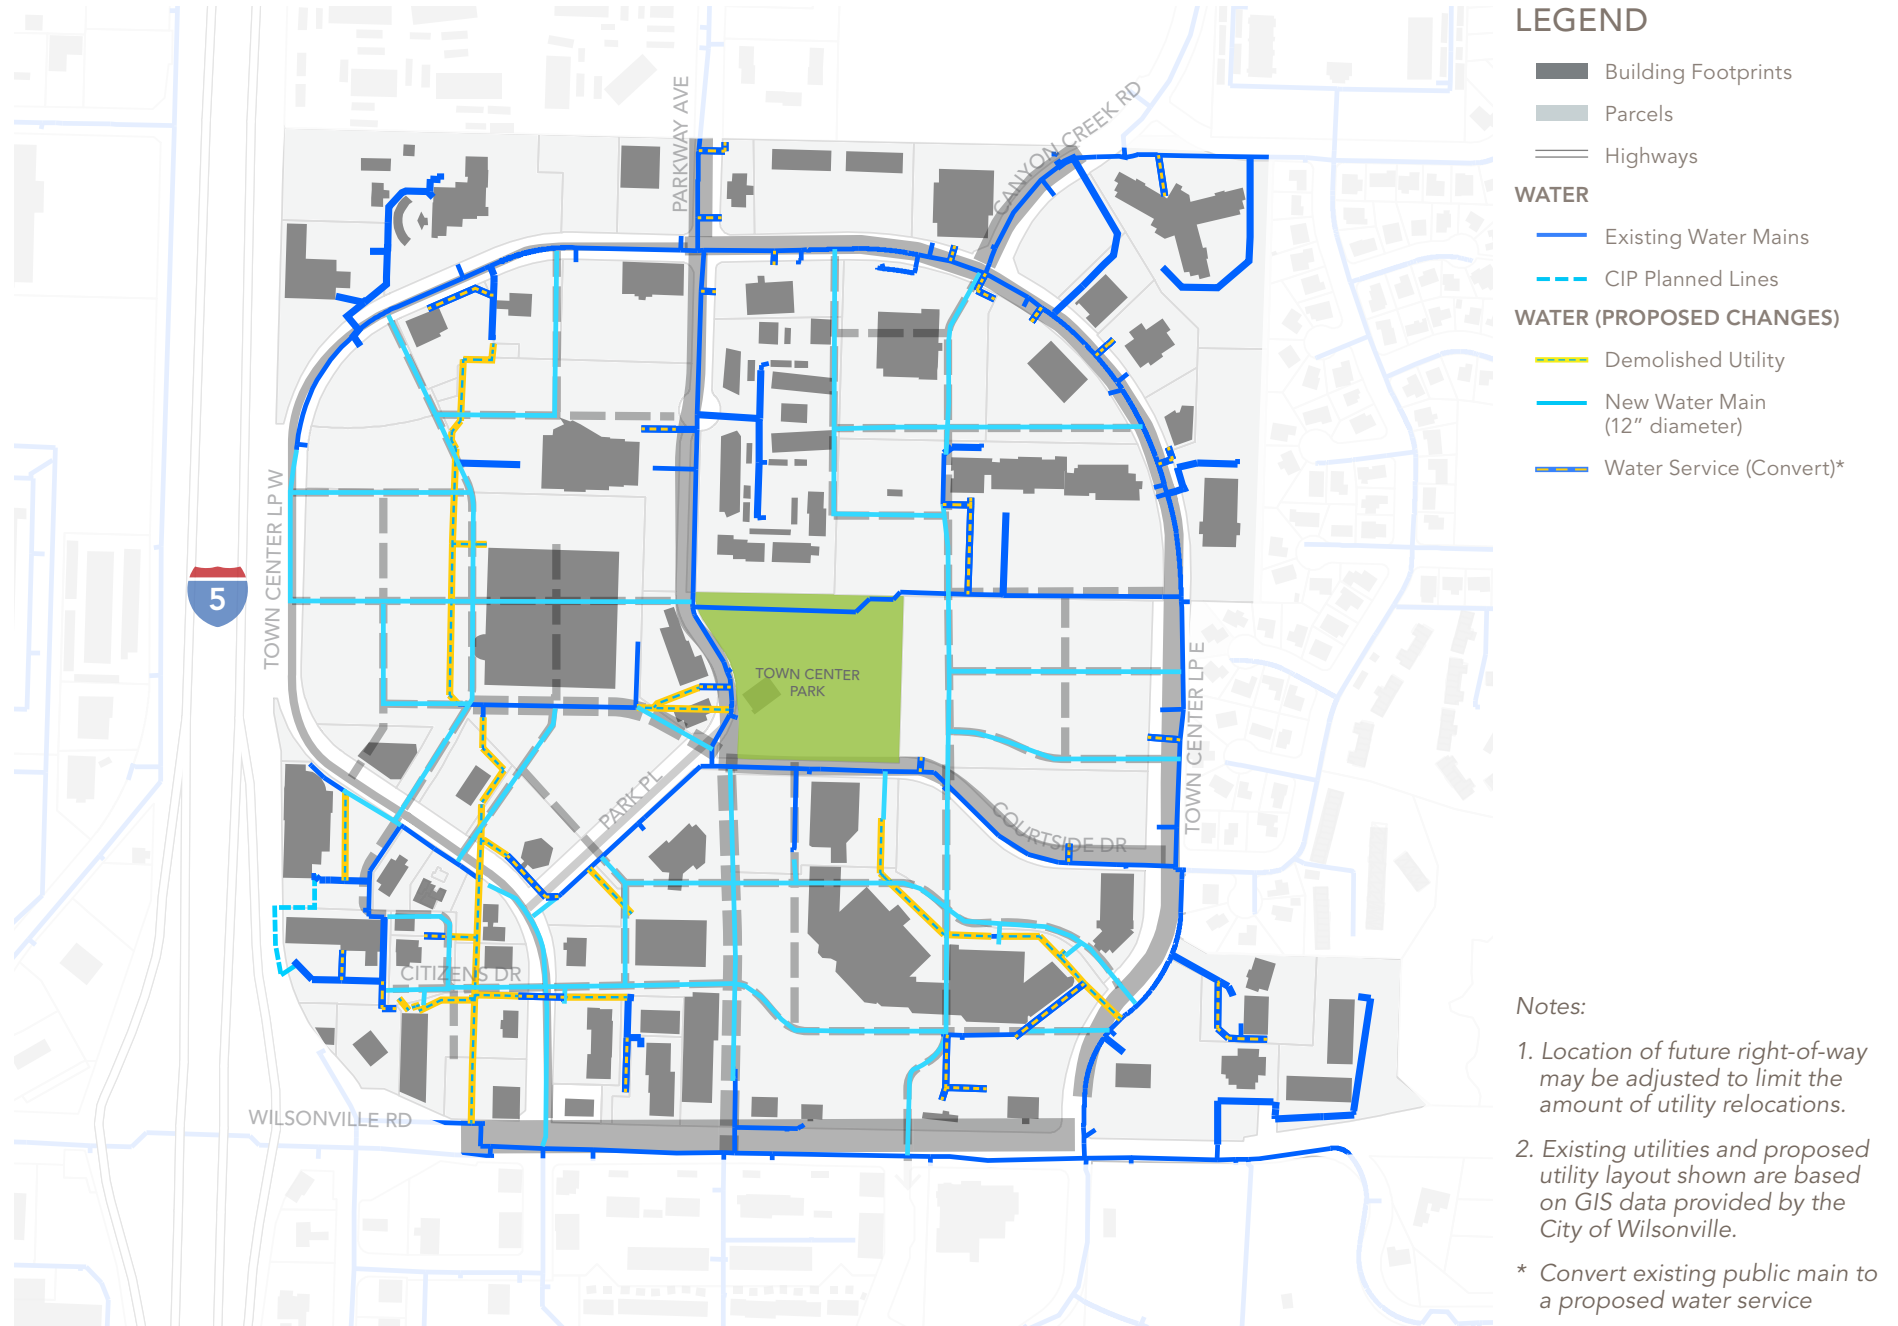 LEGEND
Building Footprints
Parcels
Highways
WATER
Existing Water Mains
CIP Planned Lines
WATER (PROPOSED CHANGES)
Demolished Utility
New Water Main
(12” diameter)
Water Service (Convert)*
PARKWAY AVE
CANYON CREEK RD
TOWN CENTER LP W
5
TOWN CENTER
PARK
TOWN CENTER LP E
PARK PL
COURTSIDE DR
CITIZENS DR
WILSONVILLE RD
Notes:
1. Location of future right-of-way
may be adjusted to limit the
amount of utility relocations.
2. Existing utilities and proposed
utility layout shown are based
on GIS data provided by the
City of Wilsonville.
* Convert existing public main to
a proposed water service